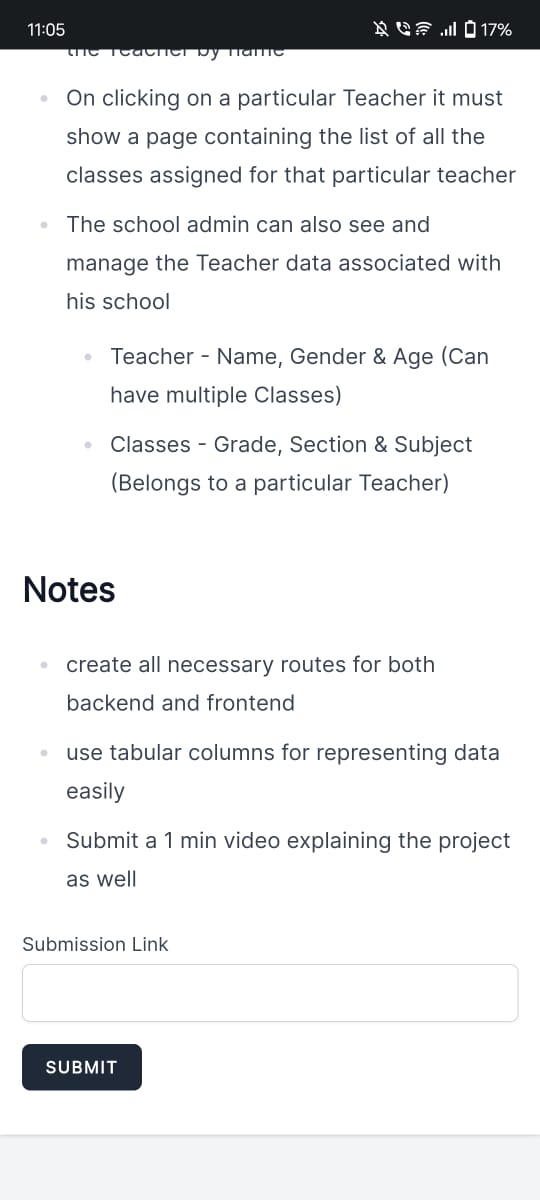 11:05
17%
the Teacher by name
On clicking on a particular Teacher it must
show a page containing the list of all the
classes assigned for that particular teacher
The school admin can also see and
manage the Teacher data associated with
his school
Teacher - Name, Gender & Age (Can
have multiple Classes)
Classes - Grade, Section & Subject
(Belongs to a particular Teacher)
Notes
create all necessary routes for both
backend and frontend
use tabular columns for representing data
easily
Submit a 1 min video explaining the project
as well
Submission Link
SUBMIT